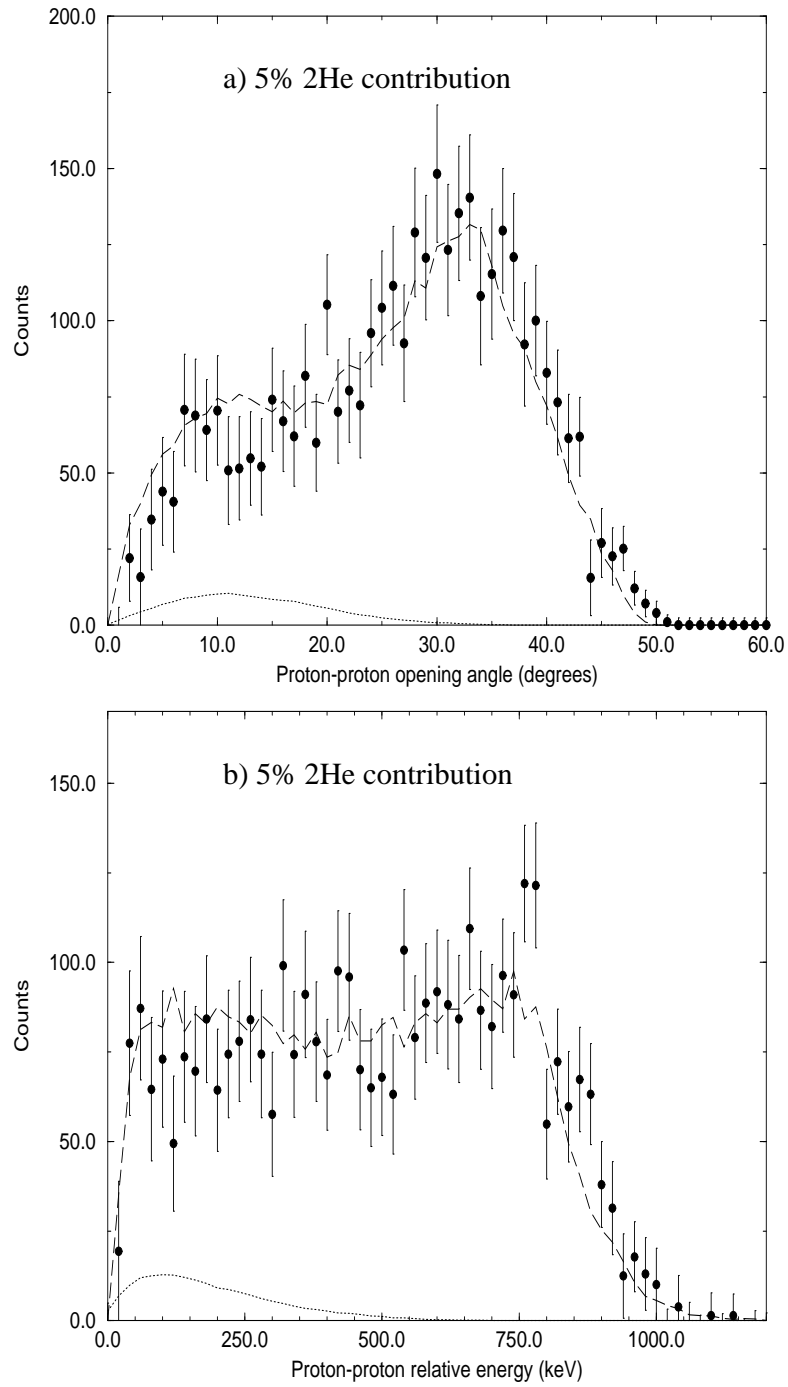 200.0
a) 5% 2He contribution
150.0
Counts
100.0
50.0
0.0
0.0 10.0 20.0 30.0 40.0 50.0 60.0
Proton-proton opening angle (degrees)
b) 5% 2He contribution
150.0
100.0
Counts
50.0
0.0
0.0 250.0 500.0 750.0 1000.0
Proton-proton relative energy (keV)